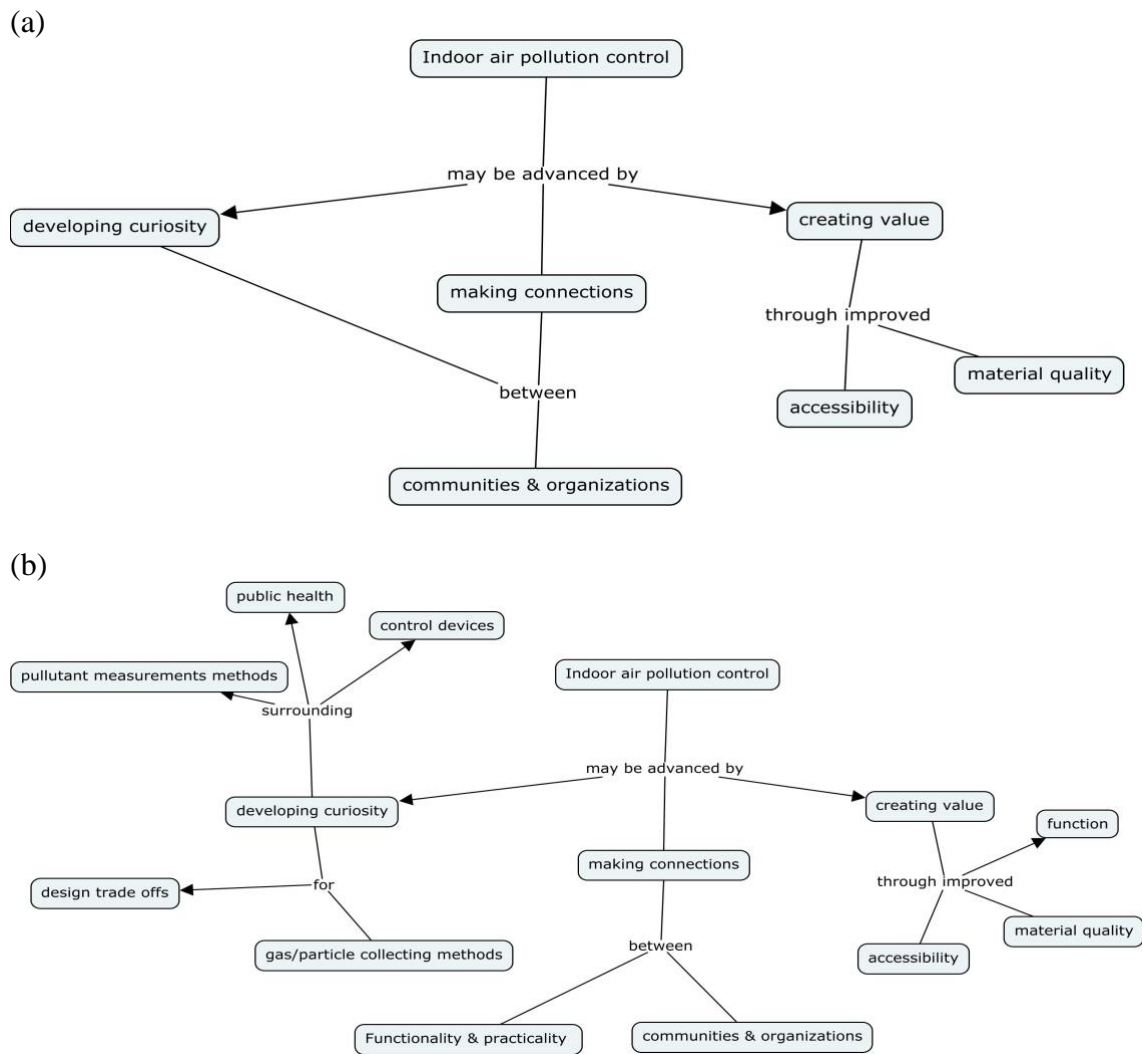 (a)
Indoor air pollution control
may be advanced by
developing curiosity
creating value
making connections
through improved
material quality
between
accessibility
communities & organizations
(b)
public health
control devices
pullutant measurements methods
Indoor air pollution control
surrounding
may be advanced by
developing curiosity
creating value
function
making connections
design trade offs
for
through improved
material quality
gas/particle collecting methods
between
accessibility
Functionality & practicality
communities & organizations